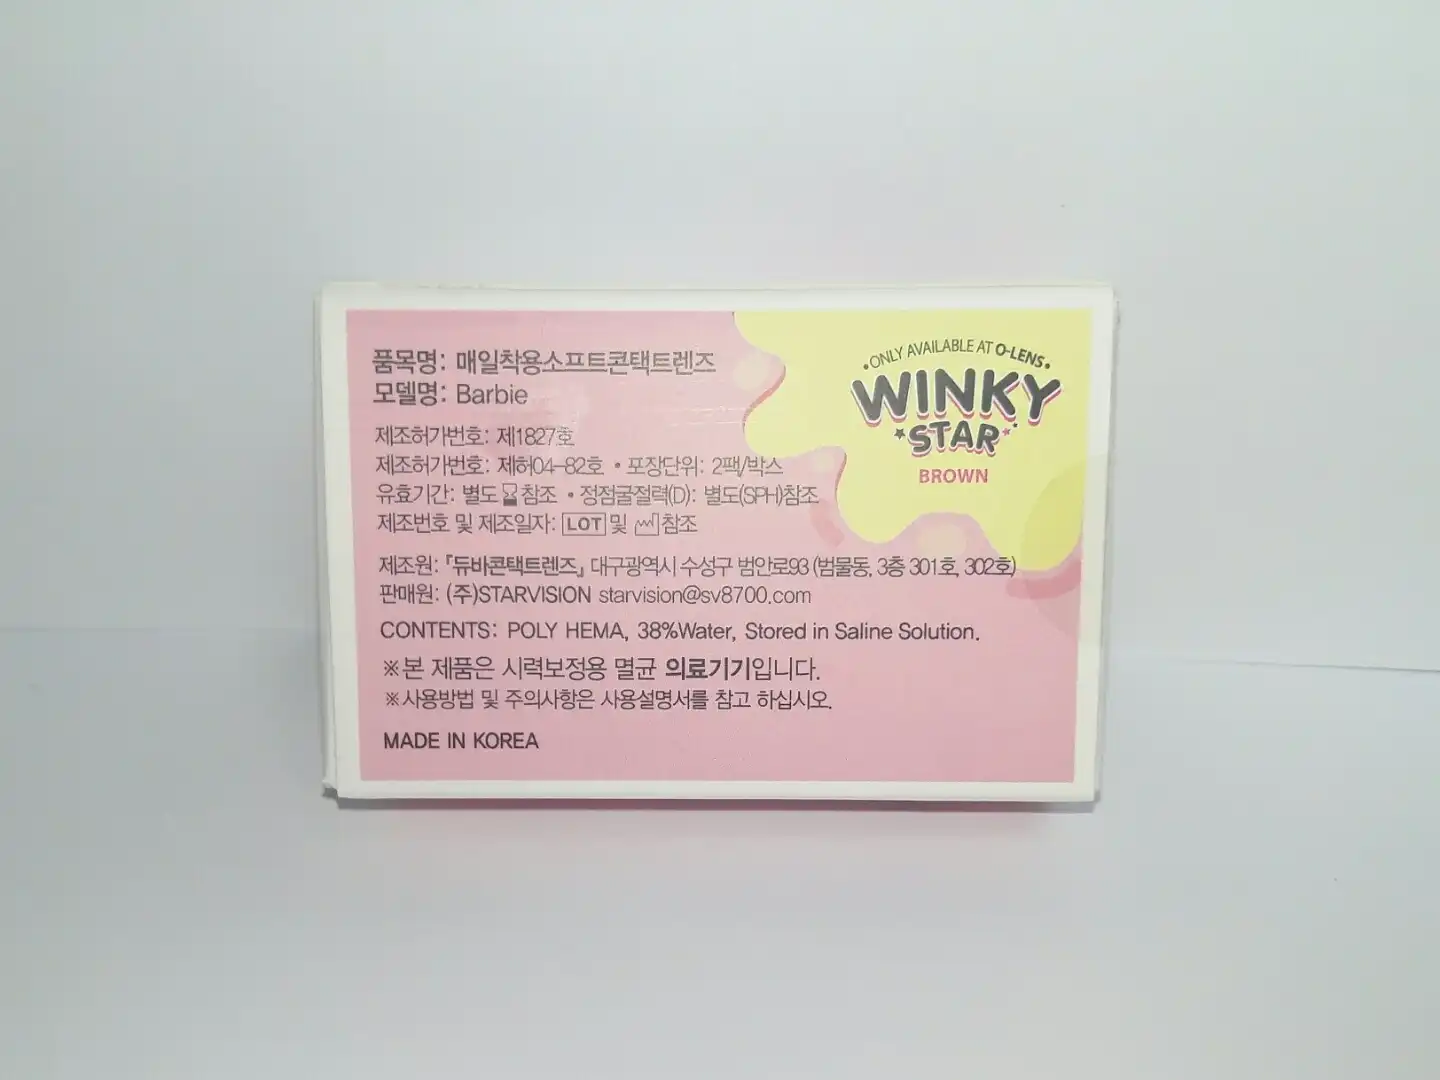 품목명: 매일착용소프트콘택트렌즈
모델명: Barbie
제조허가번호: 제1827호
제조허가번호: 제허04-82호 • 포장단위: 2팩/박스
유효기간: 별도 참조 • 정점굴절력(D): 별도(SPH)참조
제조번호 및 제조일자: LOT 및 참조
제조원: 『듀바콘택트렌즈』 대구광역시 수성구 범안로93 (범물동, 3층 301호, 302호)
판매원: (주)STARVISION starvision@sv8700.com
CONTENTS: POLY HEMA, 38%Water, Stored in Saline Solution.
※본 제품은 시력보정용 멸균 의료기기입니다.
※사용방법 및 주의사항은 사용설명서를 참고 하십시오.
MADE IN KOREA
•ONLY AVAILABLE AT O-LENS•
WINKY
STAR
BROWN